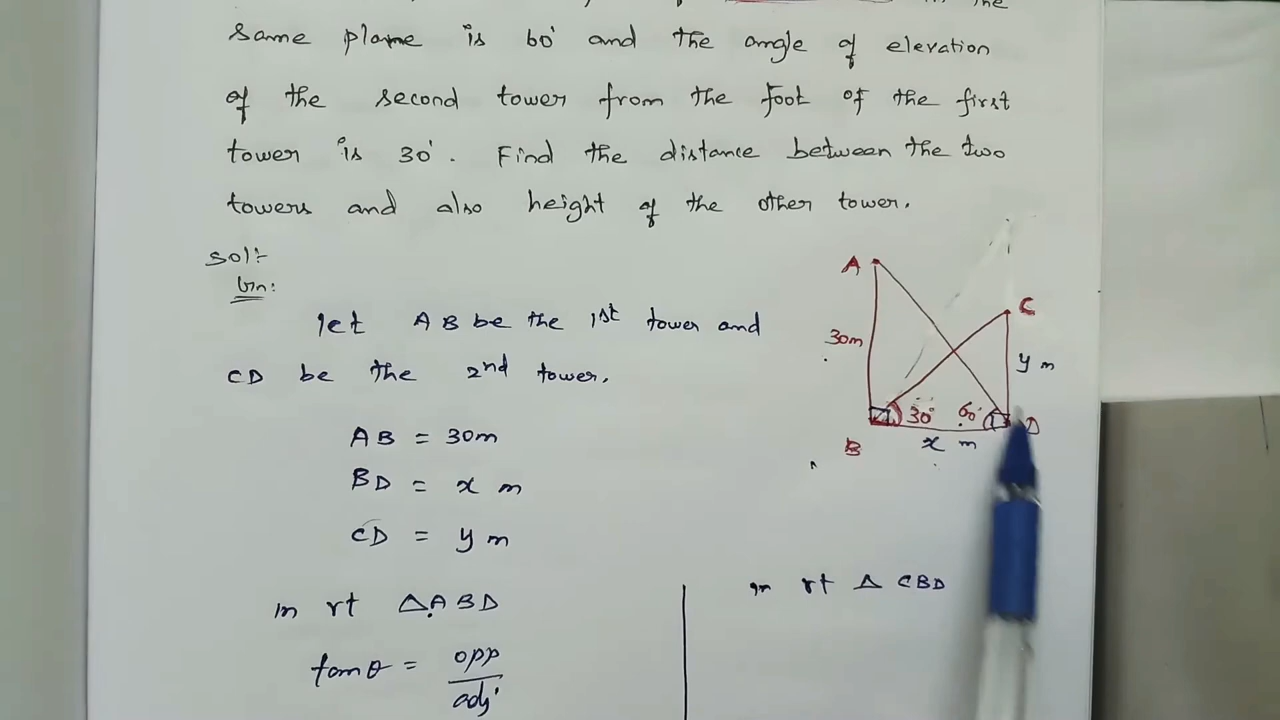 the
same plane is 60° and the angle of elevation
of the second tower from the foot of the first
tower is 30°. Find the distance between the two
towers and also height of the other tower.
Sol:-
Gn:
let AB be the 1st tower and
CD be the 2nd tower.
AB = 30m
BD = x m
CD = y m
In rt △ABD
tanθ = opp
adj
A
30m
B
30°
60°
x m
C
y m
D
In rt △ CBD